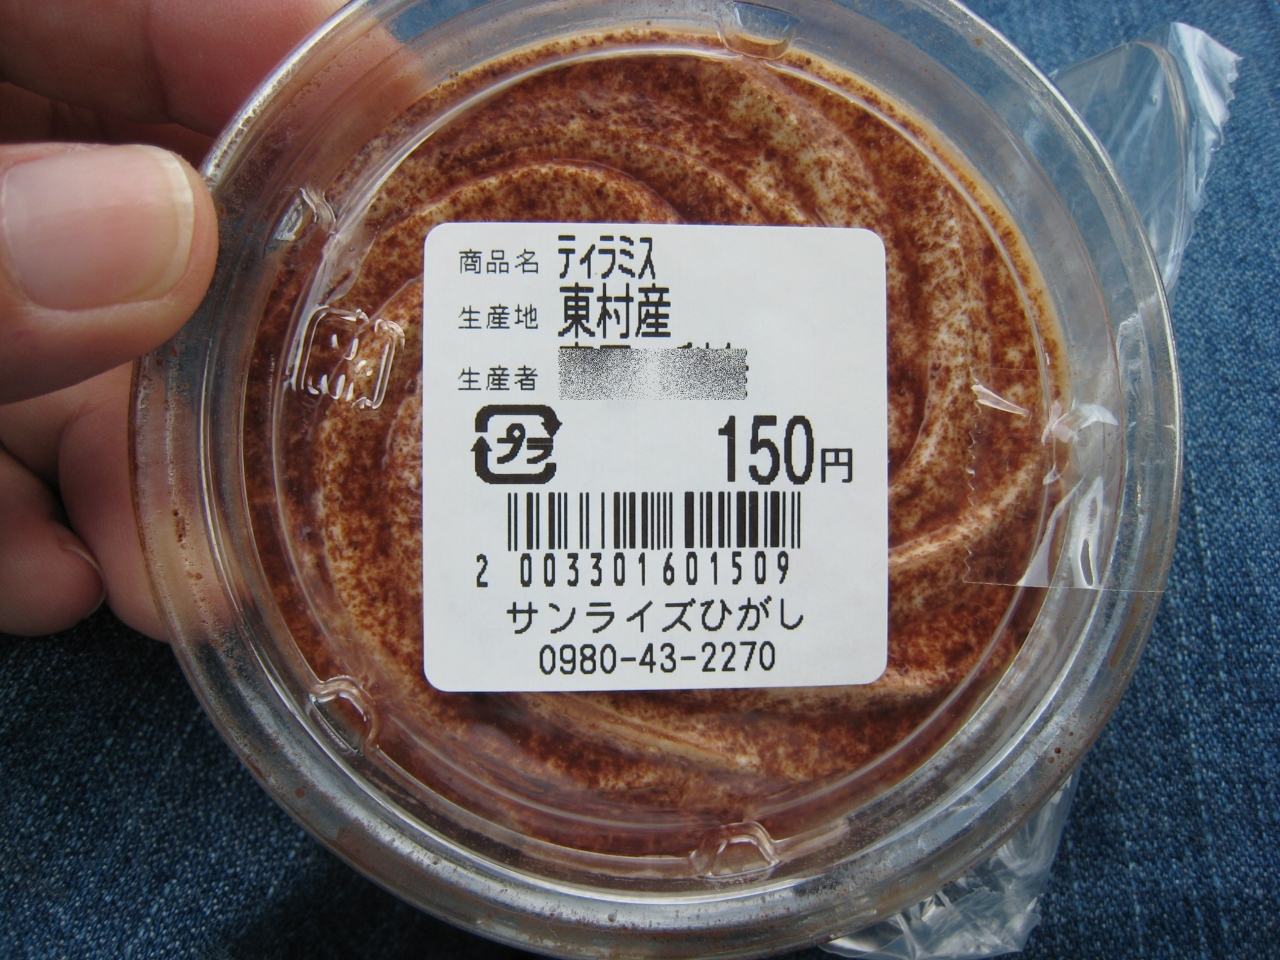 商品名 ティラミス
生産地 東村産
生産者
プラ
150円
2 003301601509
サンライズひがし
0980-43-2270